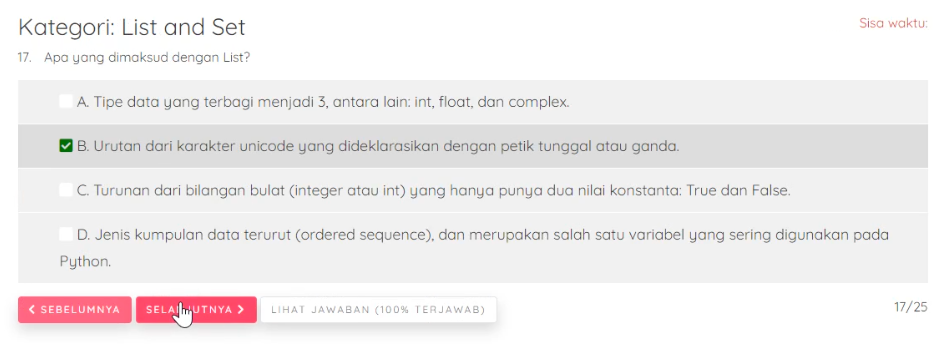 Kategori: List and Set
Sisa waktu:
17. Apa yang dimaksud dengan List?
A. Tipe data yang terbagi menjadi 3, antara lain: int, float, dan complex.
B. Urutan dari karakter unicode yang dideklarasikan dengan petik tunggal atau ganda.
C. Turunan dari bilangan bulat (integer atau int) yang hanya punya dua nilai konstanta: True dan False.
D. Jenis kumpulan data terurut (ordered sequence), dan merupakan salah satu variabel yang sering digunakan pada
Python.
SEBELUMNYA
SELANJUTNYA
LIHAT JAWABAN (100% TERJAWAB)
17/25